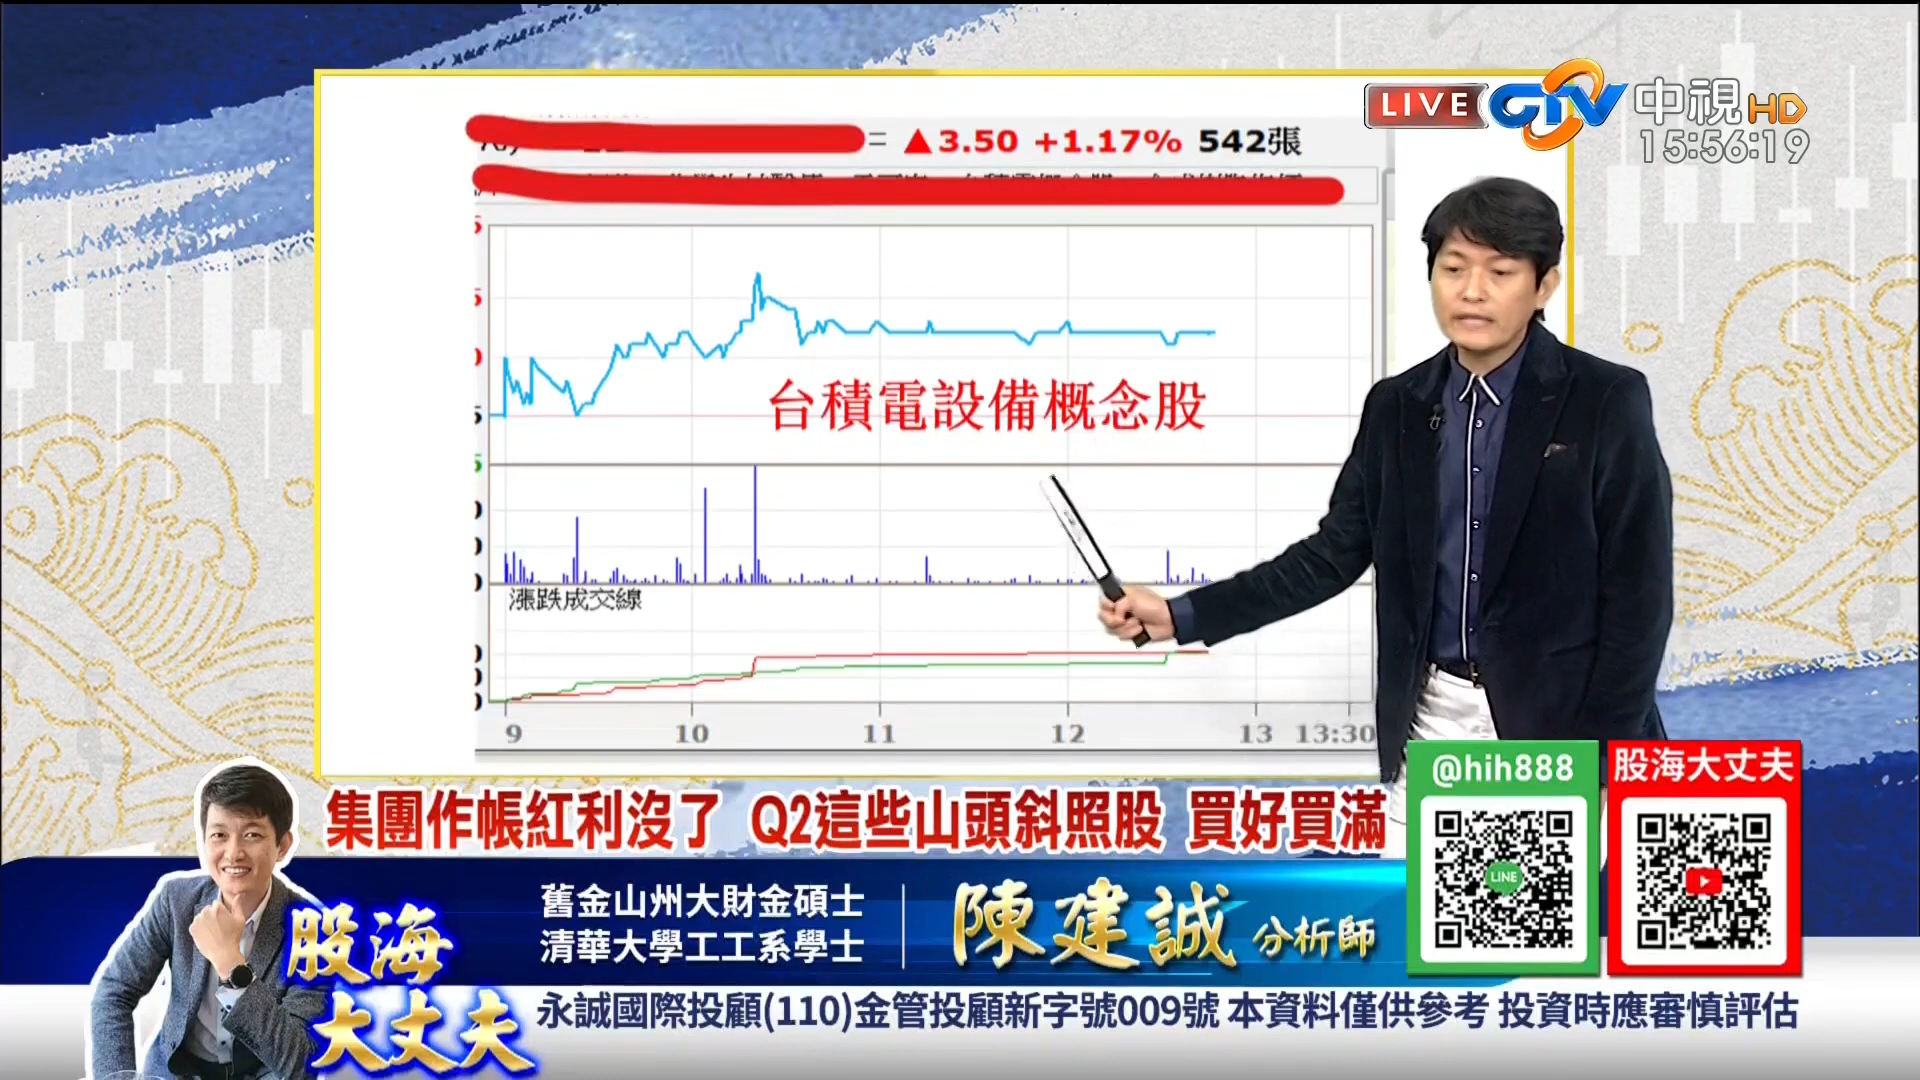 LIVE CTV 中視HD
15:56:19
= ▲3.50 +1.17% 542張
台積電設備概念股
漲跌成交線
9 10 11 12 13 13:30
集團作帳紅利沒了 Q2這些山頭斜照股 買好買滿
@hih888
股海大丈夫
LINE
股海
大丈夫
舊金山州大財金碩士
清華大學工工系學士
陳建誠 分析師
永誠國際投顧(110)金管投顧新字號009號 本資料僅供參考 投資時應審慎評估